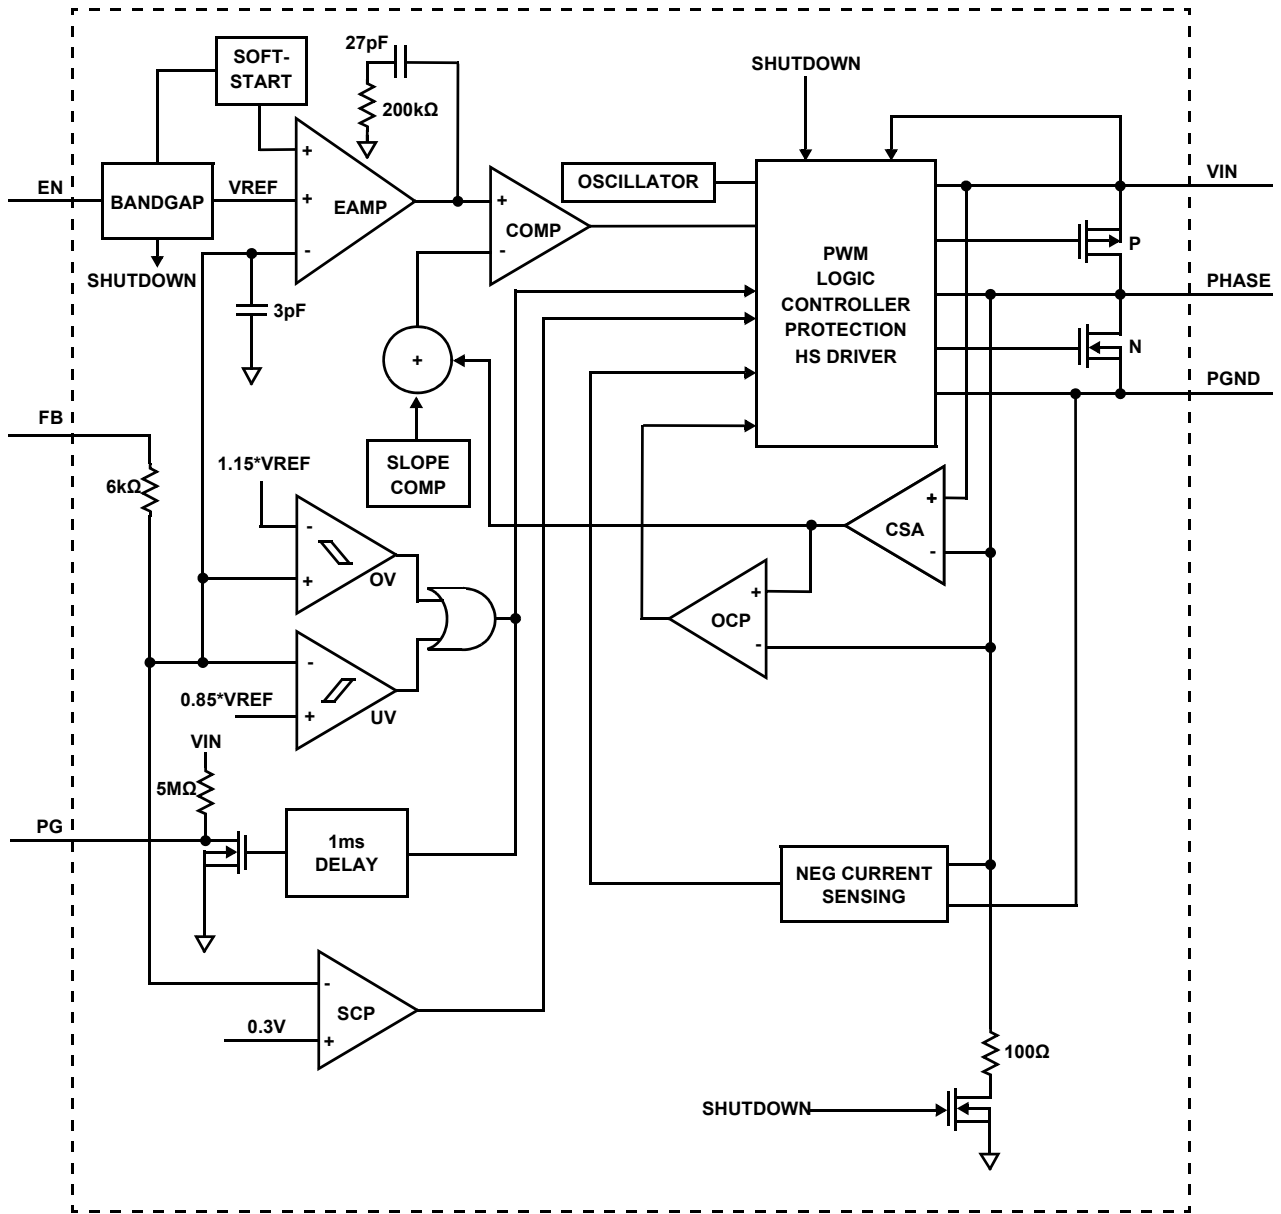 27pF
SOFT-
START
SHUTDOWN
200kΩ
+
EN
VREF
BANDGAP
+
EAMP
-
SHUTDOWN
3pF
+
COMP
-
OSCILLATOR
PWM
LOGIC
CONTROLLER
PROTECTION
HS DRIVER
VIN
P
PHASE
N
PGND
+
FB
SLOPE
COMP
1.15*VREF
6kΩ
-
+
OV
+
CSA
-
+
OCP
-
-
0.85*VREF
+
UV
VIN
5MΩ
PG
1ms
DELAY
NEG CURRENT
SENSING
-
SCP
0.3V
+
100Ω
SHUTDOWN